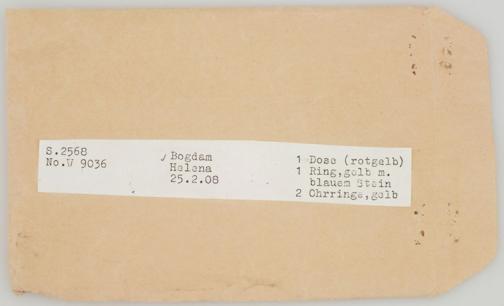 S.2568
No.W 9036
Bogdam
Helena
25.2.08
1 Dose (rotgelb)
1 Ring,gelb m.
blauem Stein
2 Ohrringe,gelb